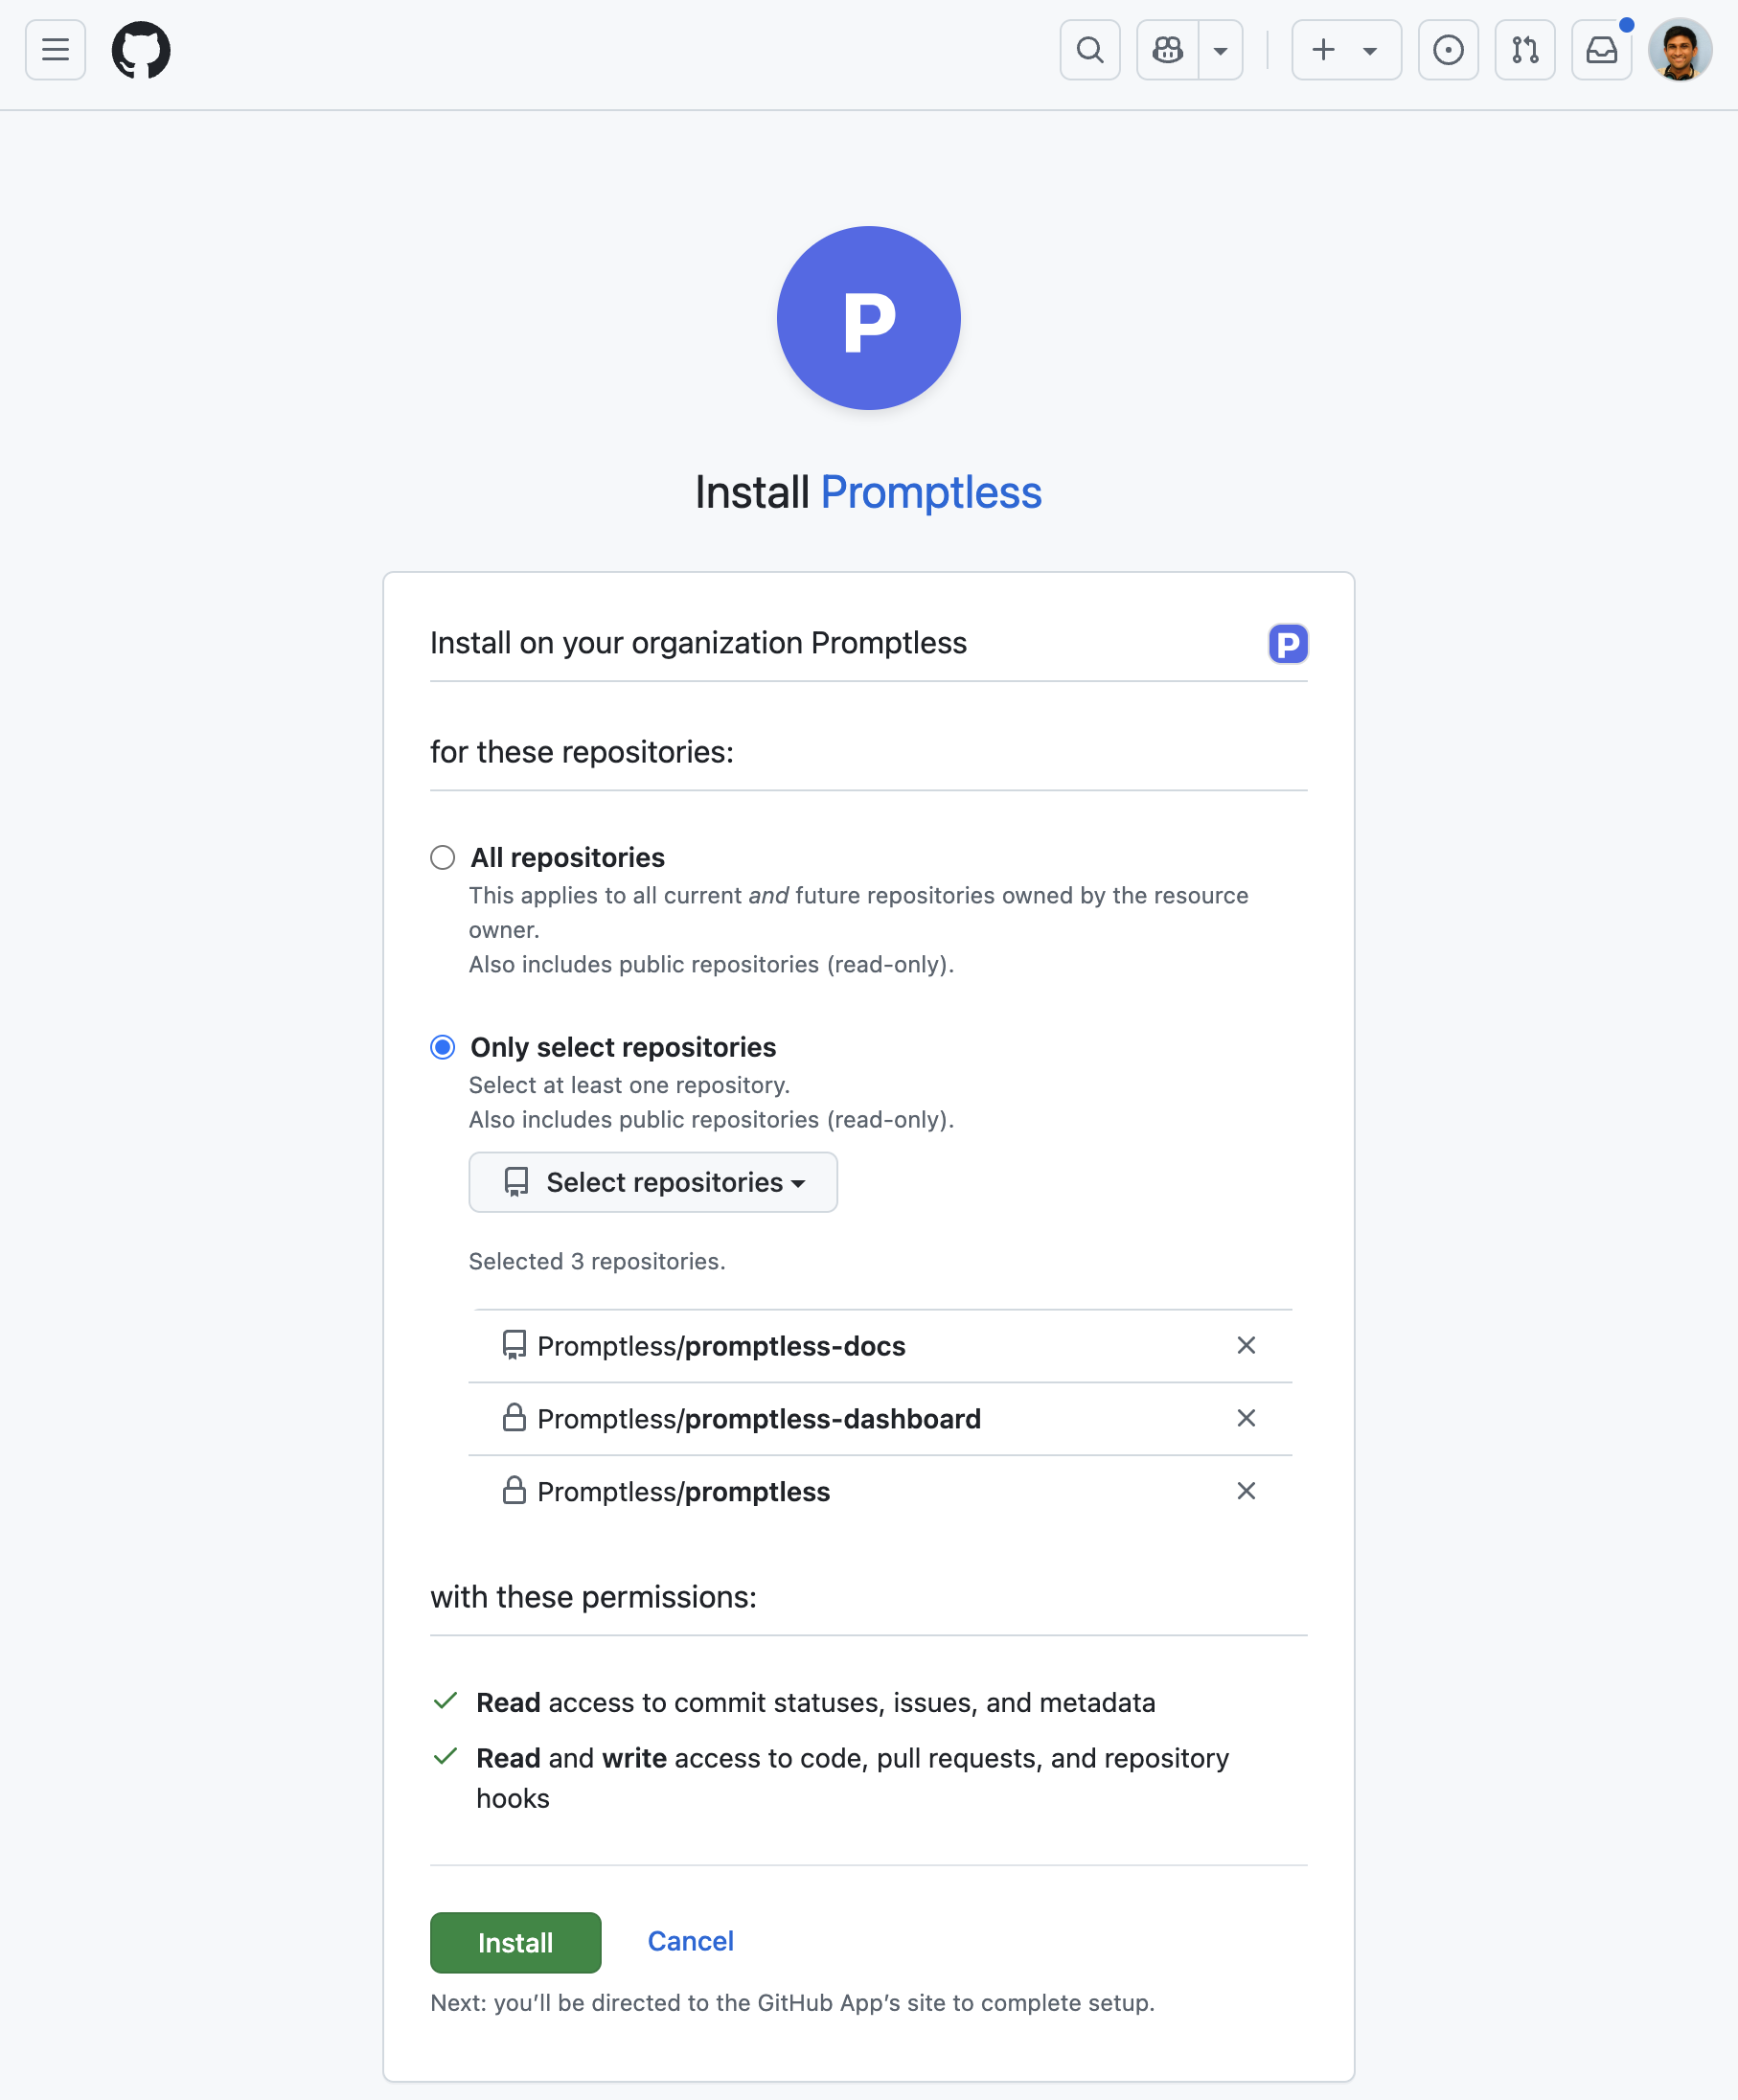 P
Install Promptless
Install on your organization Promptless
P
for these repositories:
All repositories
This applies to all current and future repositories owned by the resource
owner.
Also includes public repositories (read-only).
Only select repositories
Select at least one repository.
Also includes public repositories (read-only).
Select repositories
Selected 3 repositories.
Promptless/promptless-docs
Promptless/promptless-dashboard
Promptless/promptless
with these permissions:
Read access to commit statuses, issues, and metadata
Read and write access to code, pull requests, and repository
hooks
Install Cancel
Next: you’ll be directed to the GitHub App’s site to complete setup.